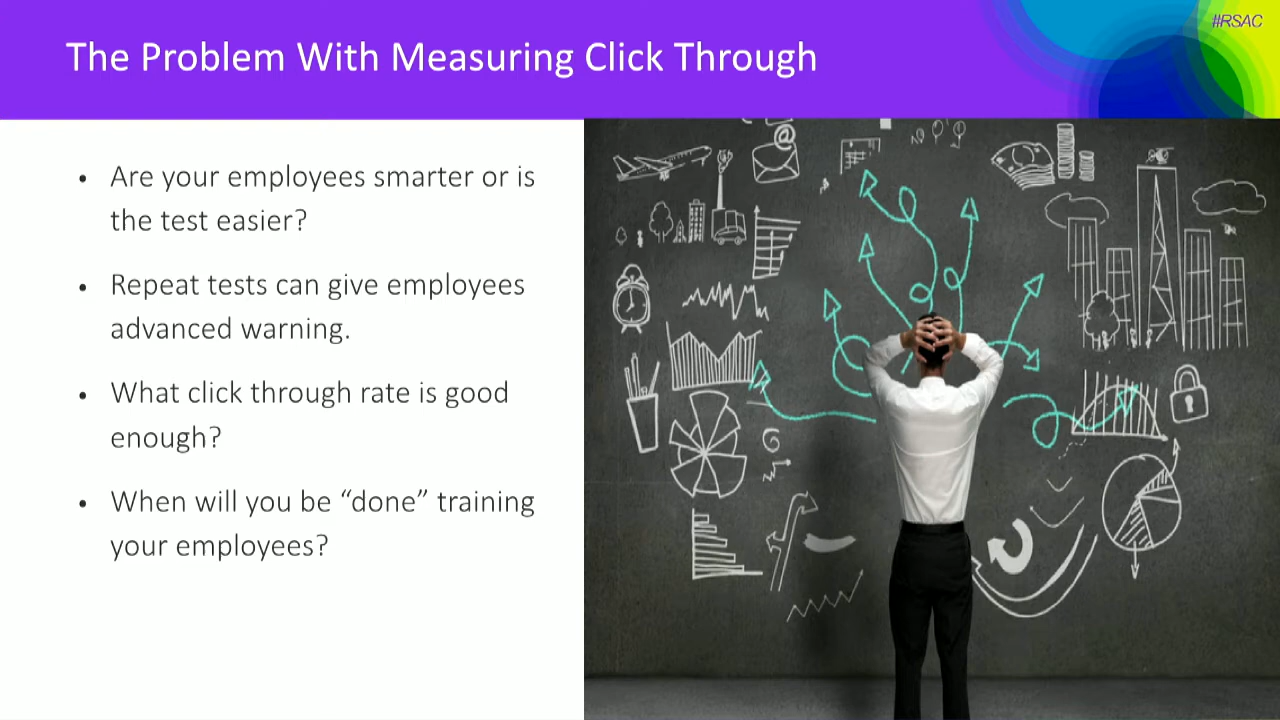 #RSAC
The Problem With Measuring Click Through
• Are your employees smarter or is
the test easier?
• Repeat tests can give employees
advanced warning.
• What click through rate is good
enough?
• When will you be “done” training
your employees?
@